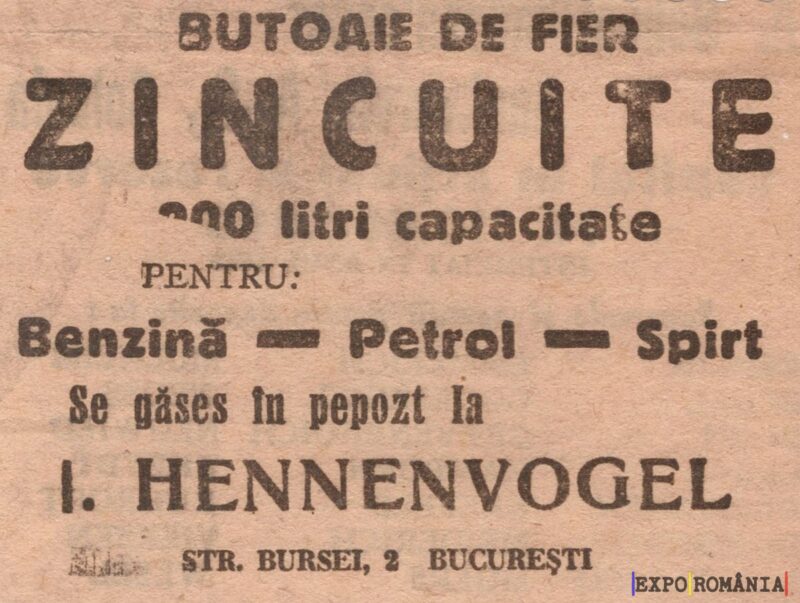 BUTOAIE DE FIER
ZINCUITE
litri capacitate
PENTRU:
Benzină — Petrol — Spirt
Se găses în pepozt la
I. HENNENVOGEL
STR. BURSEI, 2 BUCUREȘTI
EXPO ROMÂNIA